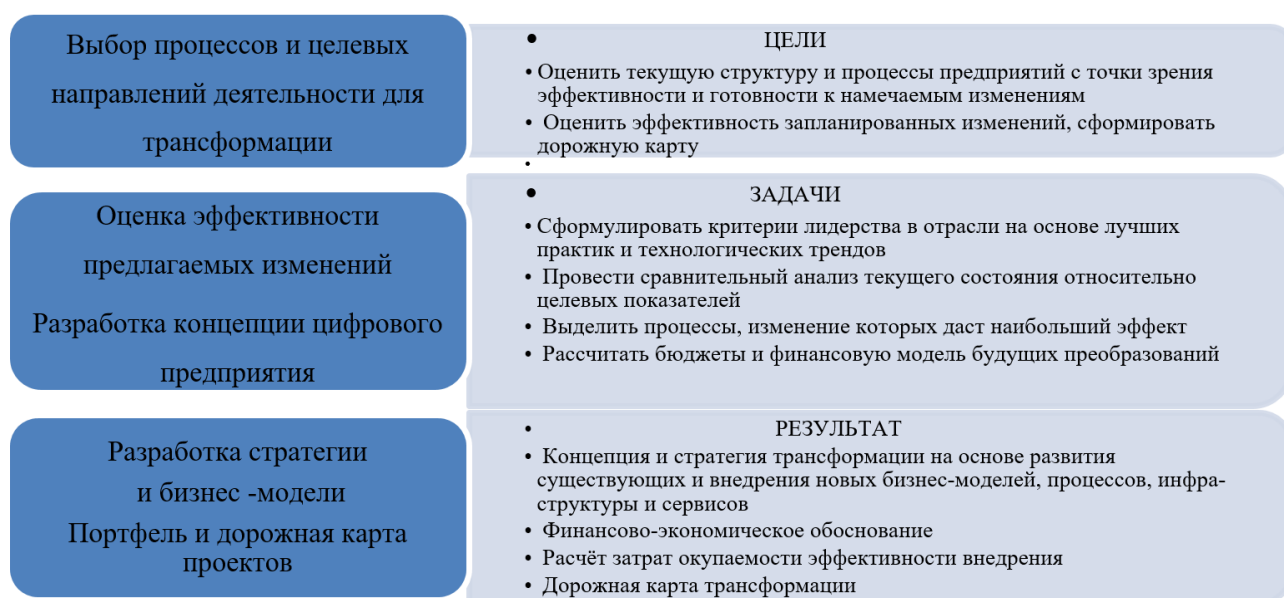 Выбор процессов и целевых
направлений деятельности для
трансформации
• ЦЕЛИ
• Оценить текущую структуру и процессы предприятий с точки зрения
эффективности и готовности к намечаемым изменениям
• Оценить эффективность запланированных изменений, сформировать
дорожную карту
•
Оценка эффективности
предлагаемых изменений
Разработка концепции цифрового
предприятия
• ЗАДАЧИ
• Сформулировать критерии лидерства в отрасли на основе лучших
практик и технологических трендов
• Провести сравнительный анализ текущего состояния относительно
целевых показателей
• Выделить процессы, изменение которых даст наибольший эффект
• Рассчитать бюджеты и финансовую модель будущих преобразований
Разработка стратегии
и бизнес -модели
Портфель и дорожная карта
проектов
• РЕЗУЛЬТАТ
• Концепция и стратегия трансформации на основе развития
существующих и внедрения новых бизнес-моделей, процессов, инфра-
структуры и сервисов
• Финансово-экономическое обоснование
• Расчёт затрат окупаемости эффективности внедрения
• Дорожная карта трансформации